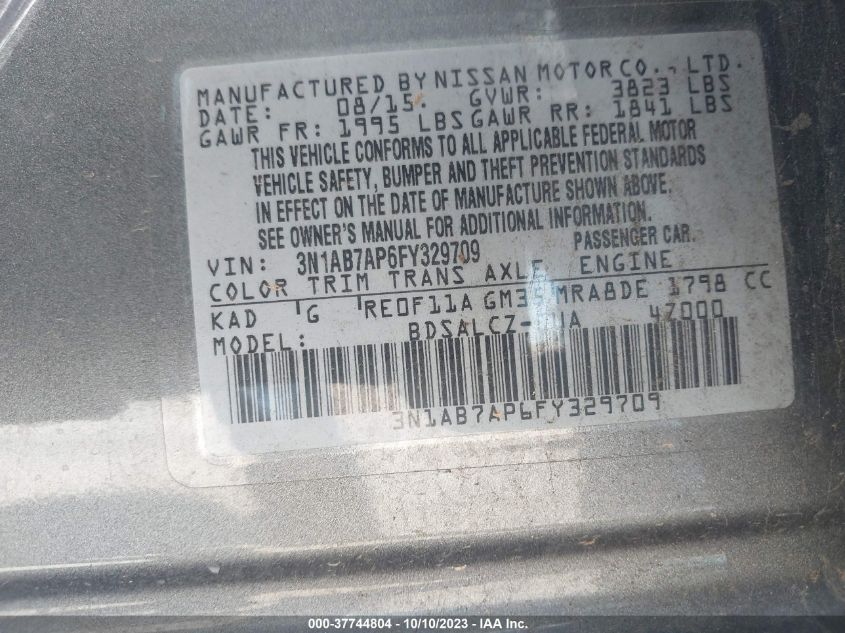 MANUFACTURED BY NISSAN MOTOR CO., LTD.
DATE: 08/15. GVWR: 3823 LBS
GAWR FR: 1995 LBS GAWR RR: 1841 LBS
THIS VEHICLE CONFORMS TO ALL APPLICABLE FEDERAL MOTOR
VEHICLE SAFETY, BUMPER AND THEFT PREVENTION STANDARDS
IN EFFECT ON THE DATE OF MANUFACTURE SHOWN ABOVE.
SEE OWNER'S MANUAL FOR ADDITIONAL INFORMATION.
VIN: 3N1AB7AP6FY329709 PASSENGER CAR.
COLOR TRIM TRANS AXLE ENGINE
KAD G RE0F11A MRA8DE 1798 CC
MODEL: 47000
3N1AB7AP6FY329709
000-37744804 - 10/10/2023 - IAA Inc.